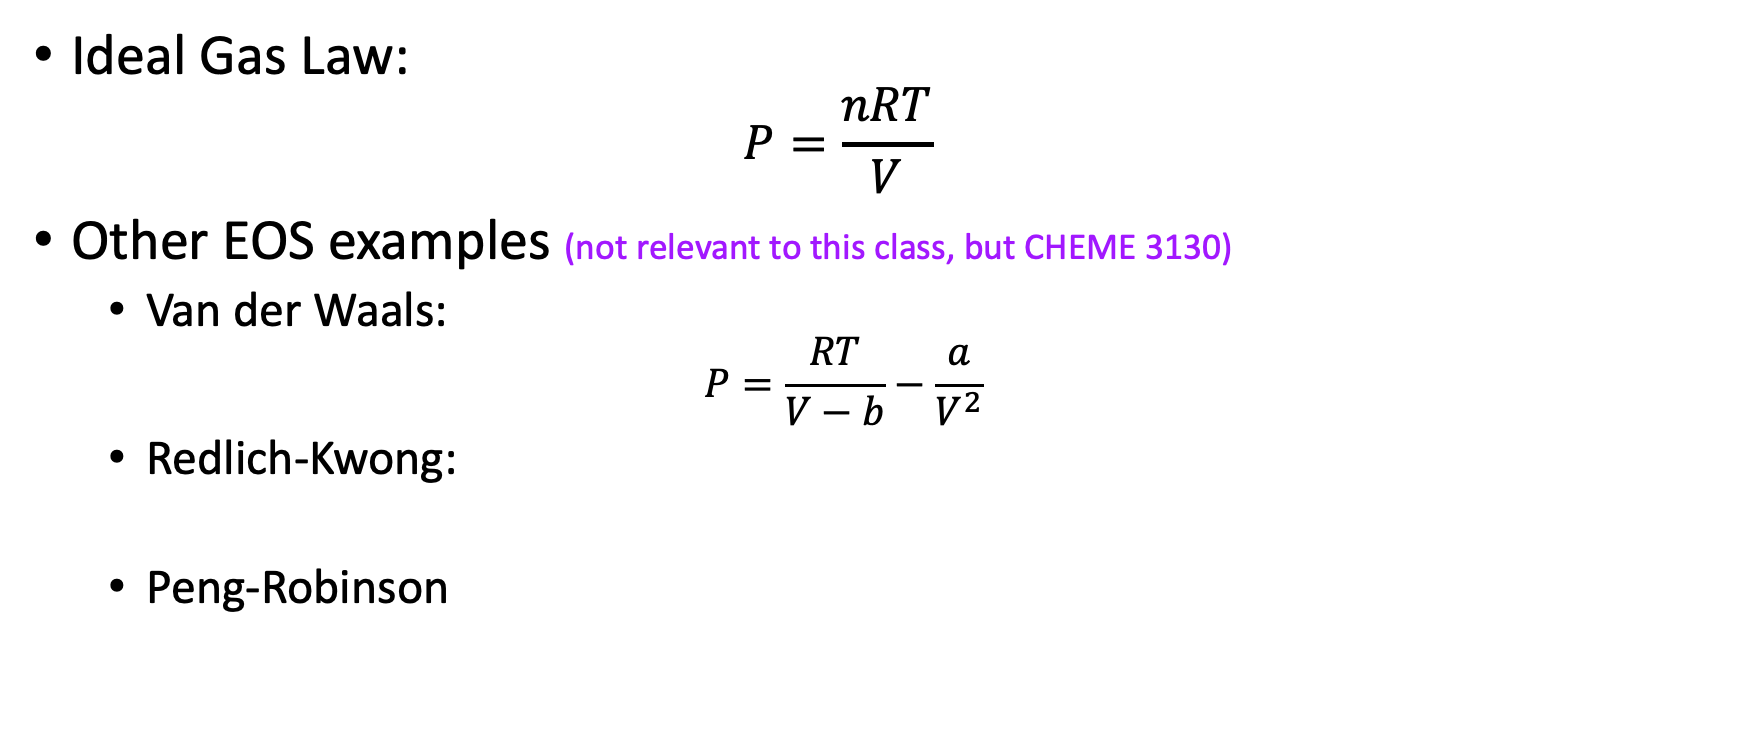 • Ideal Gas Law:
P = nRT / V
• Other EOS examples (not relevant to this class, but CHEME 3130)
• Van der Waals:
P = RT / (V − b) − a / V²
• Redlich-Kwong:
• Peng-Robinson